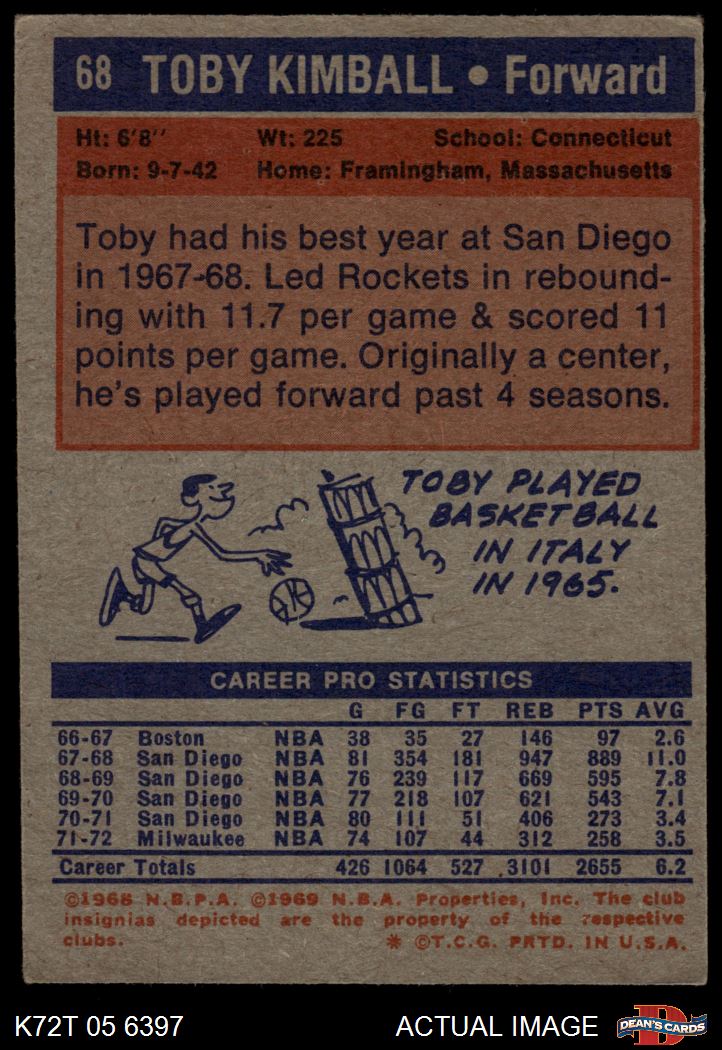 68 TOBY KIMBALL • Forward
Ht: 6'8'' Wt: 225 School: Connecticut
Born: 9-7-42 Home: Framingham, Massachusetts
Toby had his best year at San Diego
in 1967-68. Led Rockets in rebound-
ing with 11.7 per game & scored 11
points per game. Originally a center,
he's played forward past 4 seasons.
TOBY PLAYED
BASKETBALL
IN ITALY
IN 1965.
CAREER PRO STATISTICS
G FG FT REB PTS AVG
66-67 Boston NBA 38 35 27 146 97 2.6
67-68 San Diego NBA 81 354 181 947 889 11.0
68-69 San Diego NBA 76 239 117 669 595 7.8
69-70 San Diego NBA 77 218 107 621 543 7.1
70-71 San Diego NBA 80 111 51 406 273 3.4
71-72 Milwaukee NBA 74 107 44 312 258 3.5
Career Totals 426 1064 527 3101 2655 6.2
©1968 N.B.P.A. ©1969 N.B.A. Properties, Inc. The club
insignias depicted are the property of the respective
clubs. * ©T.C.G. PRTD. IN U.S.A.
K72T 05 6397 ACTUAL IMAGE D DEAN'S CARDS